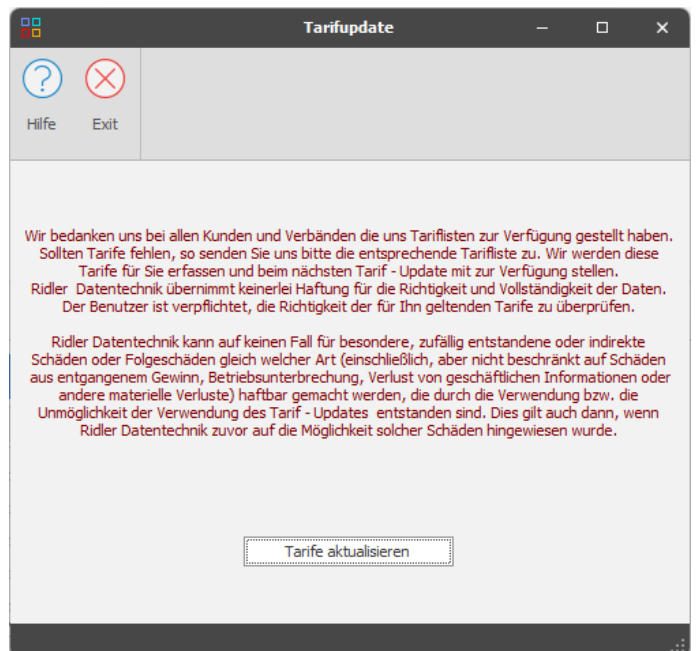 Tarifupdate
Hilfe
Exit
Wir bedanken uns bei allen Kunden und Verbänden die uns Tariflisten zur Verfügung gestellt haben.
Sollten Tarife fehlen, so senden Sie uns bitte die entsprechende Tarifliste zu. Wir werden diese
Tarife für Sie erfassen und beim nächsten Tarif - Update mit zur Verfügung stellen.
Ridler Datentechnik übernimmt keinerlei Haftung für die Richtigkeit und Vollständigkeit der Daten.
Der Benutzer ist verpflichtet, die Richtigkeit der für Ihn geltenden Tarife zu überprüfen.
Ridler Datentechnik kann auf keinen Fall für besondere, zufällig entstandene oder indirekte
Schäden oder Folgeschäden gleich welcher Art (einschließlich, aber nicht beschränkt auf Schäden
aus entgangenem Gewinn, Betriebsunterbrechung, Verlust von geschäftlichen Informationen oder
andere materielle Verluste) haftbar gemacht werden, die durch die Verwendung bzw. die
Unmöglichkeit der Verwendung des Tarif - Updates entstanden sind. Dies gilt auch dann, wenn
Ridler Datentechnik zuvor auf die Möglichkeit solcher Schäden hingewiesen wurde.
Tarife aktualisieren